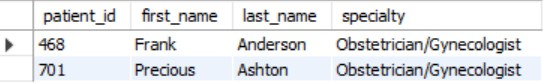 patient_id first_name last_name specialty
468 Frank Anderson Obstetrician/Gynecologist
701 Precious Ashton Obstetrician/Gynecologist